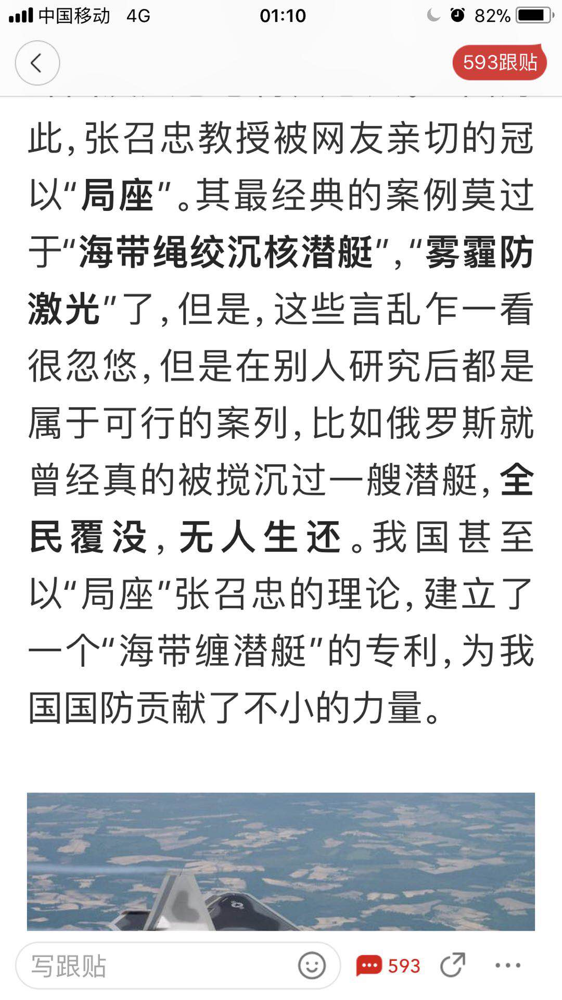 中国移动 4G 01:10 82%
593跟贴
此,张召忠教授被网友亲切的冠
以“局座”。其最经典的案例莫过
于“海带绳绞沉核潜艇”,“雾霾防
激光”了,但是,这些言乱乍一看
很忽悠,但是在别人研究后都是
属于可行的案列,比如俄罗斯就
曾经真的被搅沉过一艘潜艇,全
民覆没,无人生还。我国甚至
以“局座”张召忠的理论,建立了
一个“海带缠潜艇”的专利,为我
国国防贡献了不小的力量。
写跟贴 593